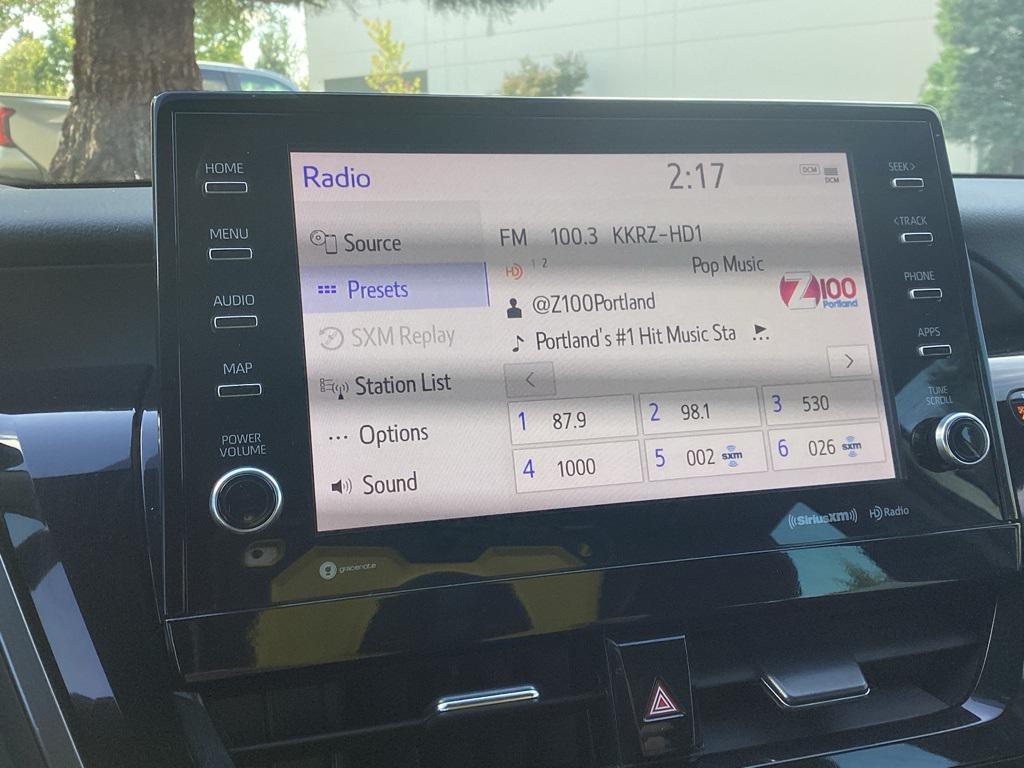 HOME
MENU
AUDIO
MAP
POWER
VOLUME
Radio
2:17
DCM
DCM
Source
Presets
SXM Replay
Station List
Options
Sound
FM 100.3 KKRZ-HD1
HD 1 2
Pop Music
@Z100Portland
Z100
Portland
Portland's #1 Hit Music Sta
1 87.9
2 98.1
3 530
4 1000
5 002 sxm
6 026 sxm
SEEK>
<TRACK
PHONE
APPS
TUNE
SCROLL
gracenote
((SiriusXM))
HD Radio